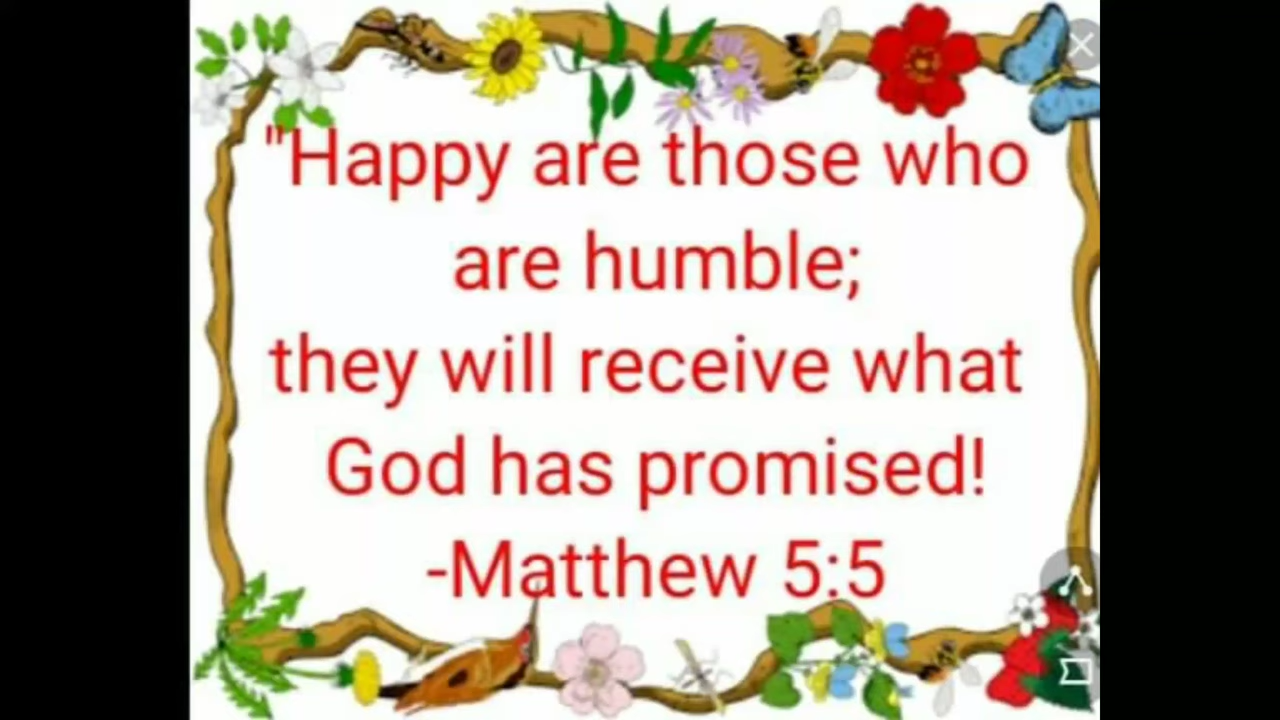 "Happy are those who
are humble;
they will receive what
God has promised!
-Matthew 5:5